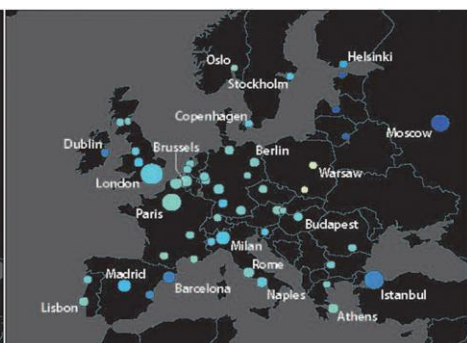 Oslo
Helsinki
Stockholm
Copenhagen
Moscow
Dublin
Brussels
Berlin
Warsaw
London
Paris
Budapest
Milan
Madrid
Rome
Lisbon
Barcelona
Naples
Istanbul
Athens